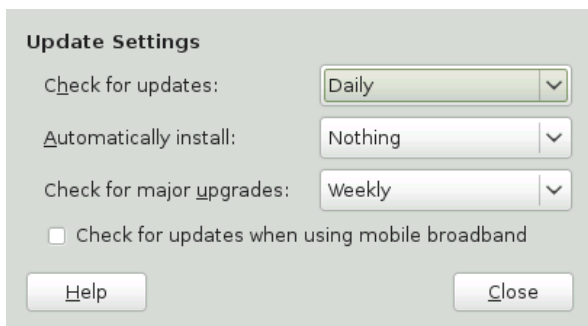 Update Settings
Check for updates: Daily
Automatically install: Nothing
Check for major upgrades: Weekly
Check for updates when using mobile broadband
Help Close